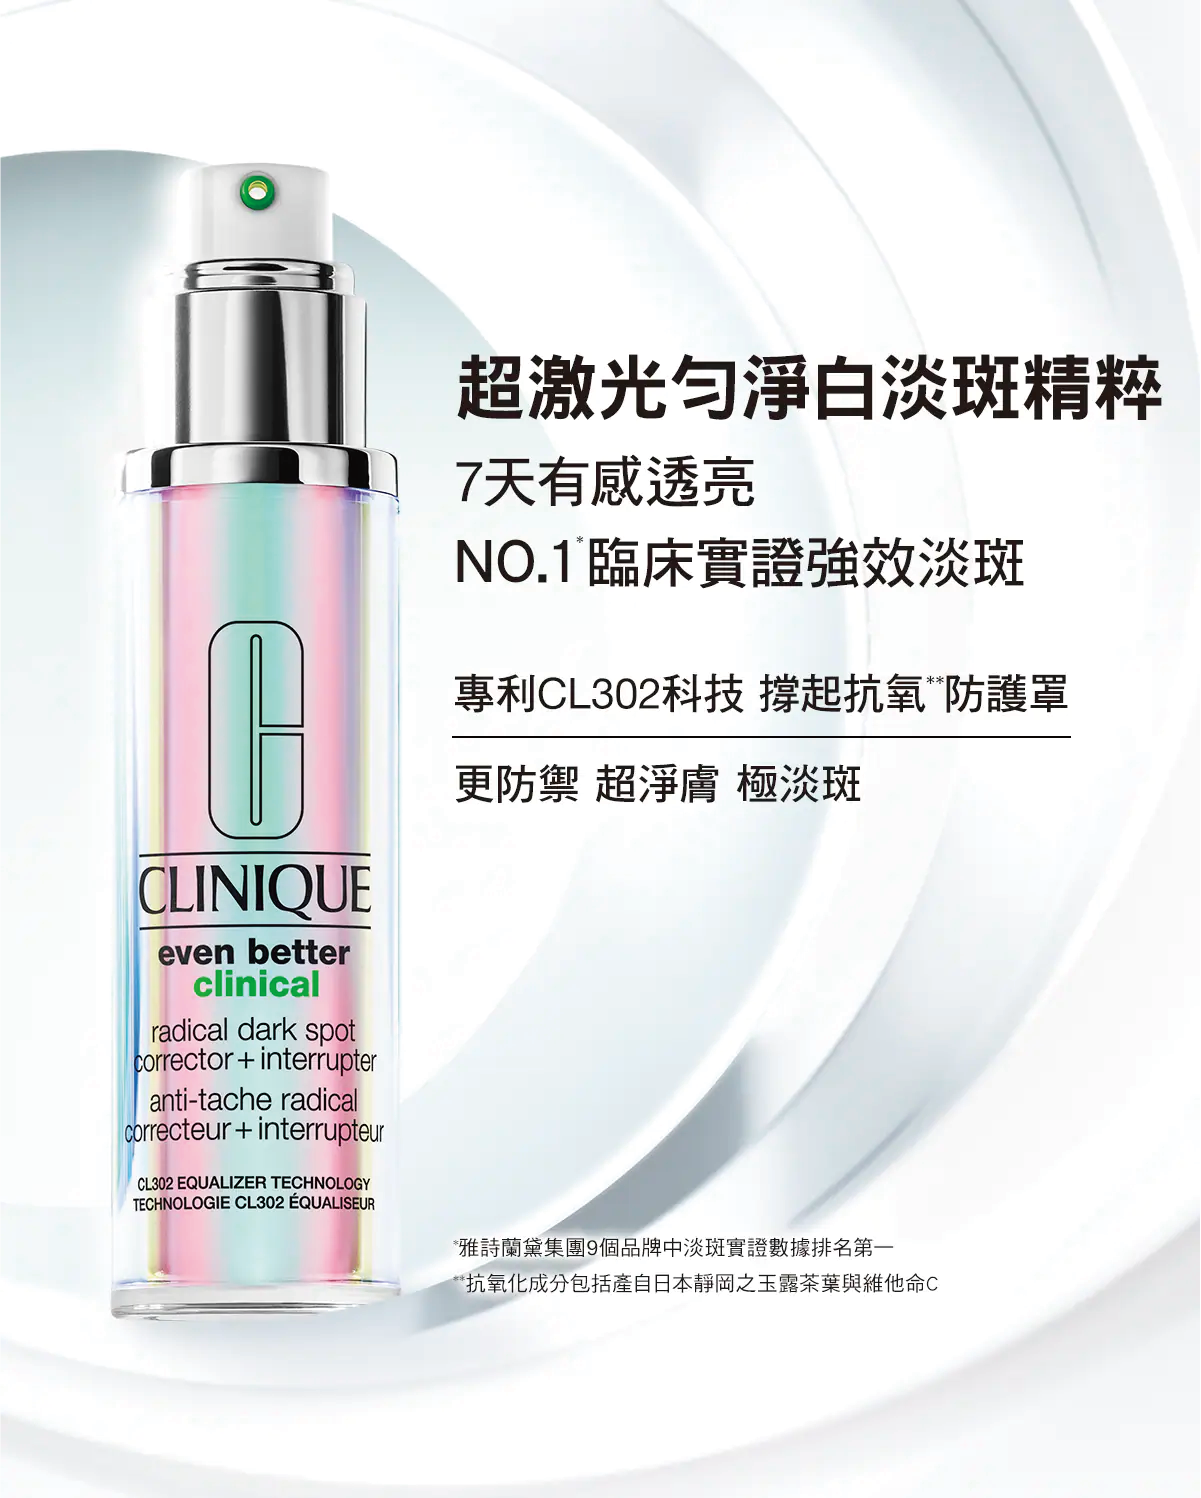 超激光勻淨白淡斑精粹
7天有感透亮
NO.1*臨床實證強效淡斑
專利CL302科技 撐起抗氧**防護罩
更防禦 超淨膚 極淡斑
CLINIQUE
even better
clinical
radical dark spot
corrector+interrupter
anti-tache radical
correcteur+interrupteur
CL302 EQUALIZER TECHNOLOGY
TECHNOLOGIE CL302 ÉQUALISEUR
*雅詩蘭黛集團9個品牌中淡斑實證數據排名第一
**抗氧化成分包括產自日本靜岡之玉露茶葉與維他命C